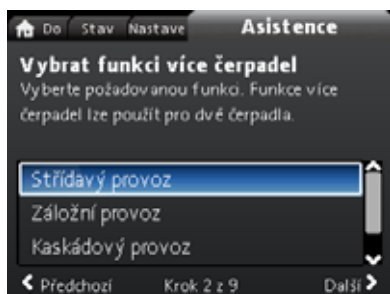 Do Stav Nastave Asistence
Vybrat funkci více čerpadel
Vyberte požadovanou funkci. Funkce více
čerpadel lze použít pro dvě čerpadla.
Střídavý provoz
Záložní provoz
Kaskádový provoz
Předchozí Krok 2 z 9 Další